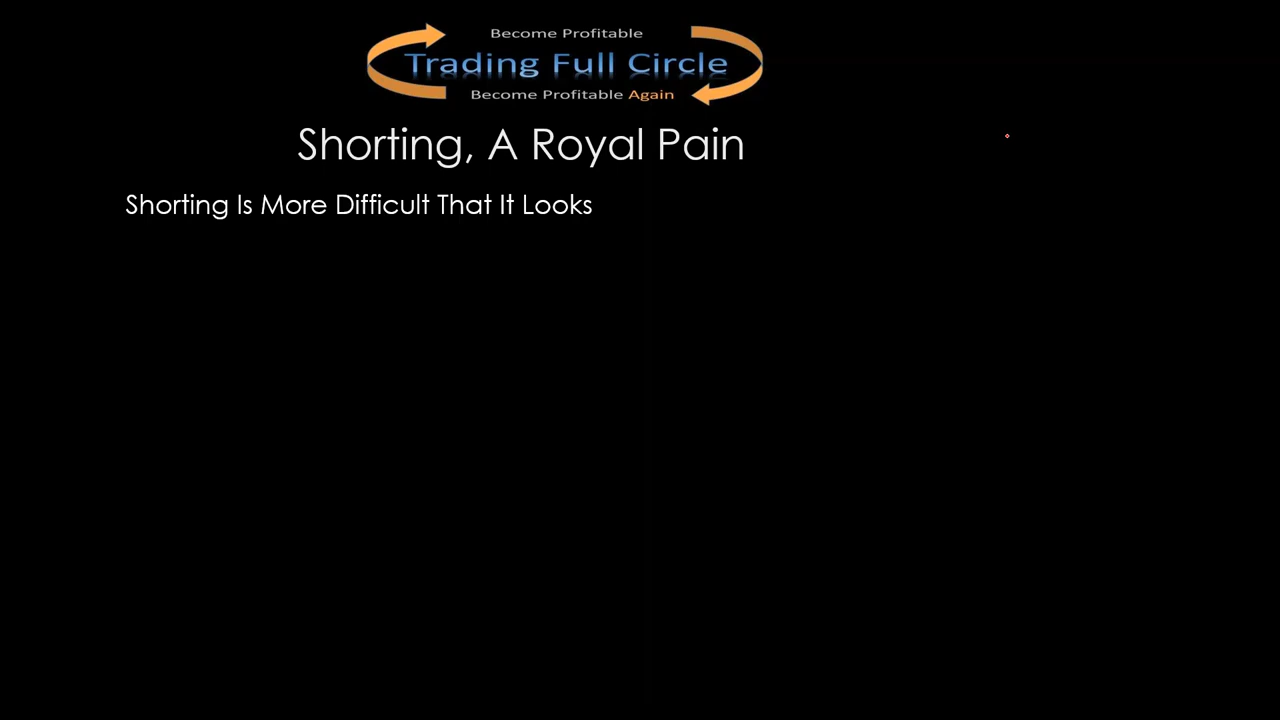 Become Profitable
Trading Full Circle
Become Profitable Again
Shorting, A Royal Pain
Shorting Is More Difficult That It Looks